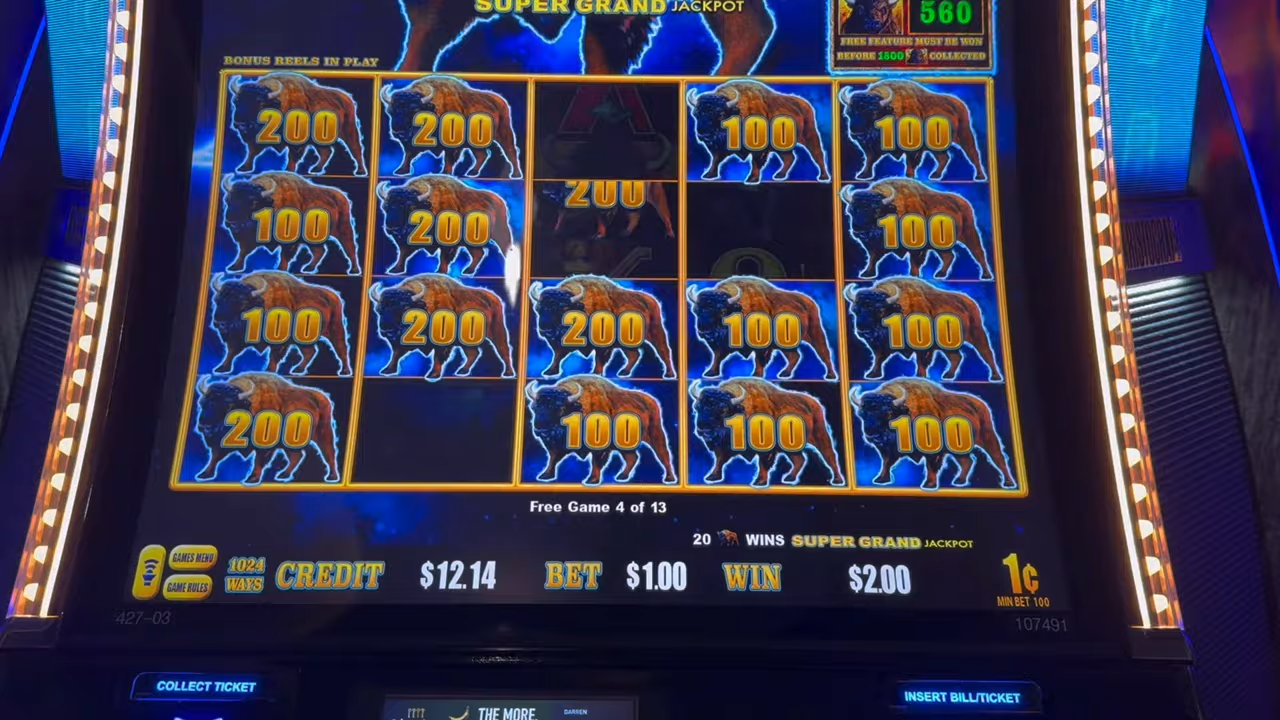 SUPER GRAND JACKPOT
560
FREE FEATURE MUST BE WON
BEFORE 1800 COLLECTED
BONUS REELS IN PLAY
200 200 A 100 100
100 200 200 100
100 200 200 100 100
200 100 100 100
Free Game 4 of 13
20 WINS SUPER GRAND JACKPOT
GAMES MENU
GAME RULES
1024 WAYS
CREDIT $12.14 BET $1.00 WIN $2.00
1¢
MIN BET 100
427-03
107491
COLLECT TICKET
INSERT BILL/TICKET
THE MORE
DARREN